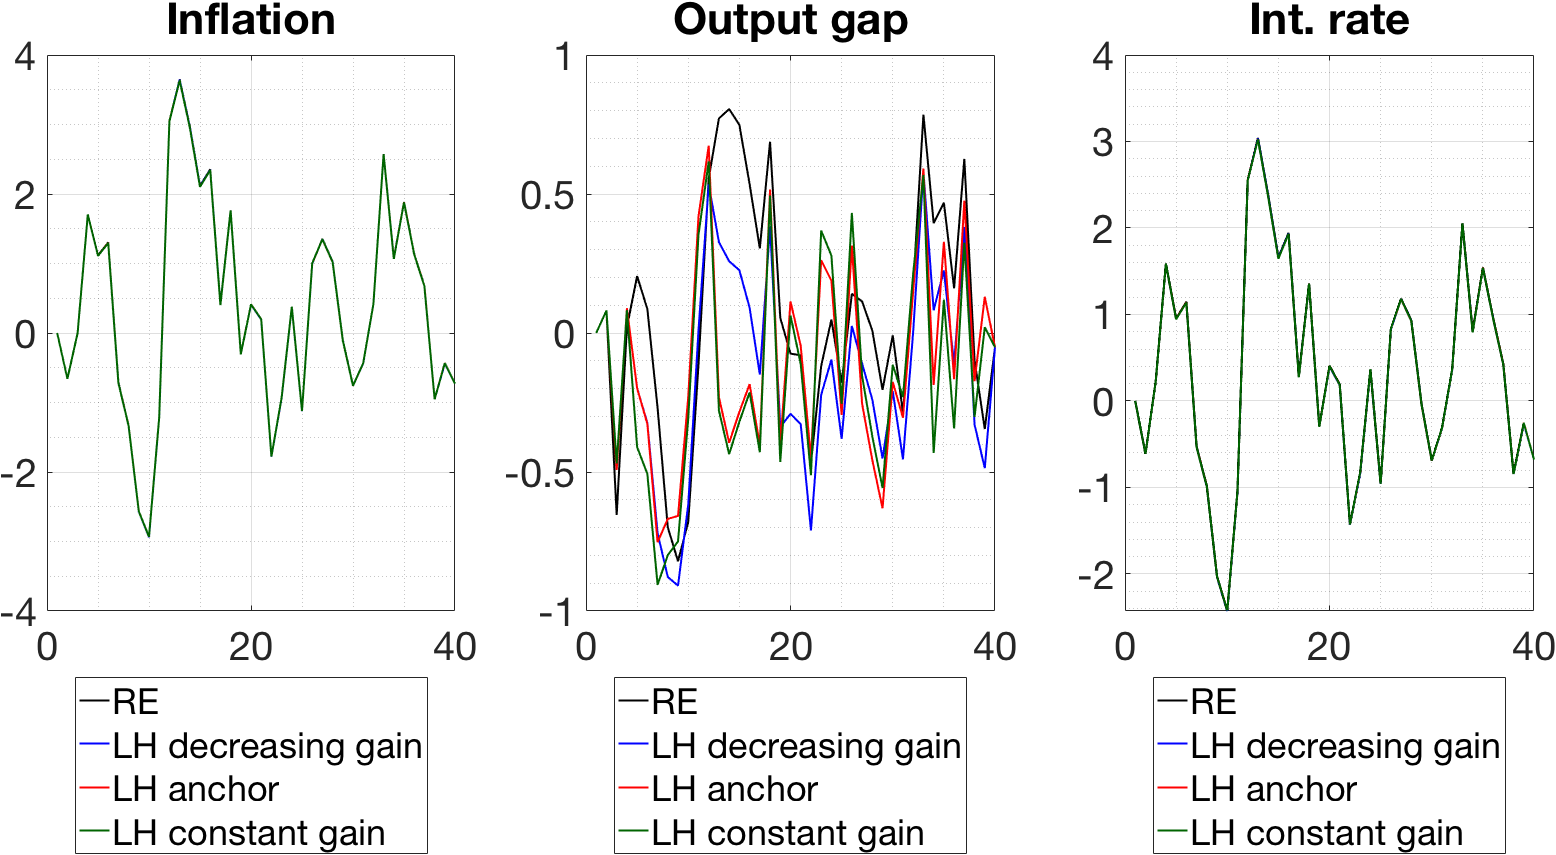 Inflation
4
2
0
-2
-4
0 20 40
RE
LH decreasing gain
LH anchor
LH constant gain
Output gap
1
0.5
0
-0.5
-1
0 20 40
RE
LH decreasing gain
LH anchor
LH constant gain
Int. rate
4
3
2
1
0
-1
-2
0 20 40
RE
LH decreasing gain
LH anchor
LH constant gain